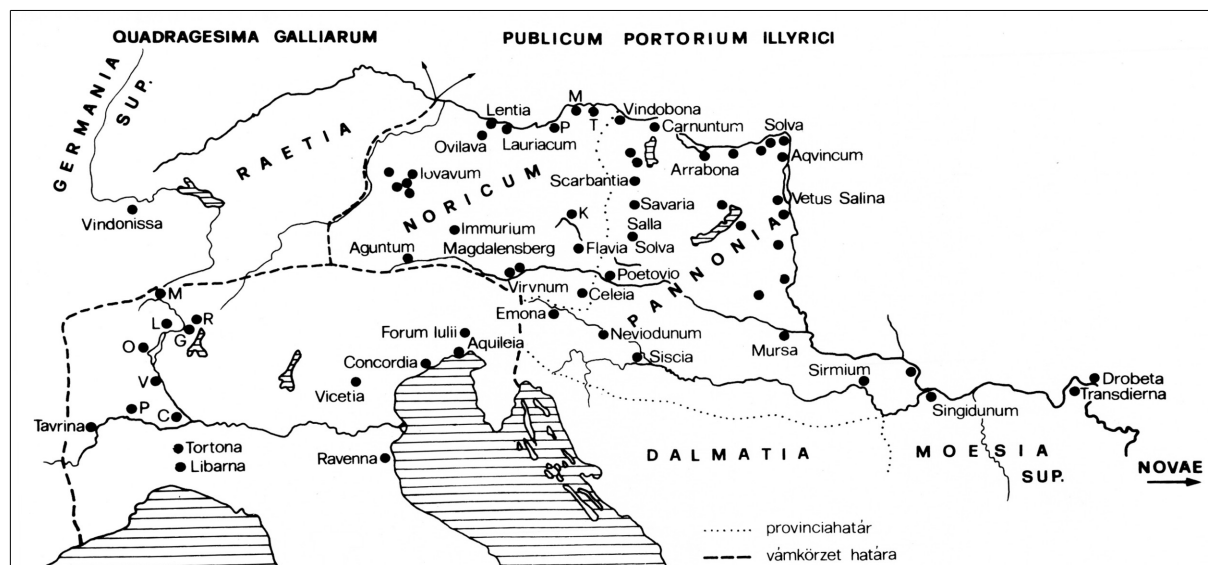 QUADRAGESIMA GALLIARUM
PUBLICUM PORTORIUM ILLYRICI
GERMANIA SUP.
RAETIA
NORICUM
PANNONIA
M
Vindobona
Lentia
P
T
Carnuntum
Solva
Ovilava
Lauriacum
Arrabona
Aqvincum
Iovavum
Scarbantia
Vindonissa
K
Savaria
Vetus Salina
Immurium
Salla
Aguntum
Magdalensberg
Flavia Solva
Virvnum
Poetovio
Celeia
M
Emona
L
R
G
Forum Iulii
Neviodunum
O
Aquileia
Mursa
Concordia
Siscia
V
Vicetia
Sirmium
Drobeta
P
C
Transdierna
Tavrina
Singidunum
Tortona
Libarna
Ravenna
DALMATIA
MOESIA
SUP.
NOVAE
provinciahatár
vámkörzet határa